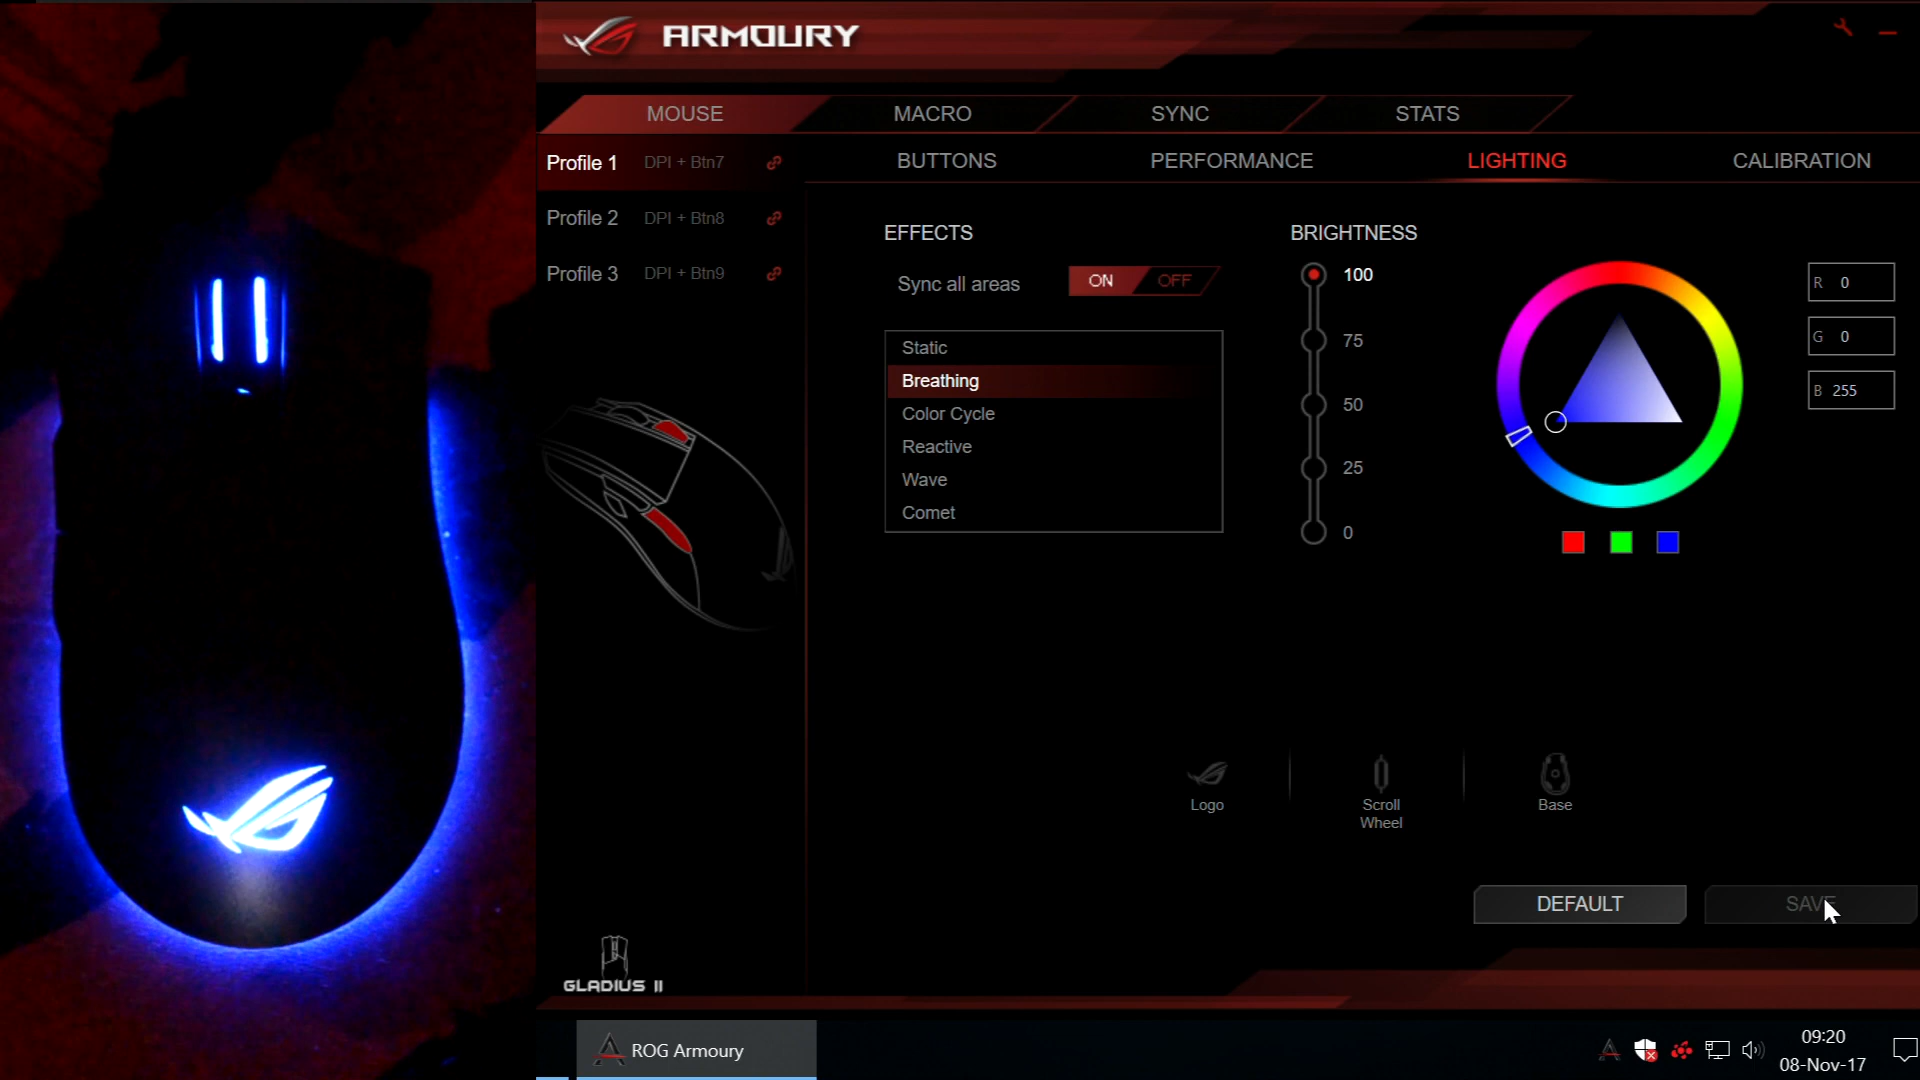 ARMOURY
MOUSE MACRO SYNC STATS
Profile 1 DPI + Btn7
Profile 2 DPI + Btn8
Profile 3 DPI + Btn9
BUTTONS PERFORMANCE LIGHTING CALIBRATION
EFFECTS
Sync all areas ON OFF
Static
Breathing
Color Cycle
Reactive
Wave
Comet
BRIGHTNESS
100
75
50
25
0
R 0
G 0
B 255
Logo
Scroll
Wheel
Base
DEFAULT SAVE
GLADIUS II
ROG Armoury
09:20
08-Nov-17